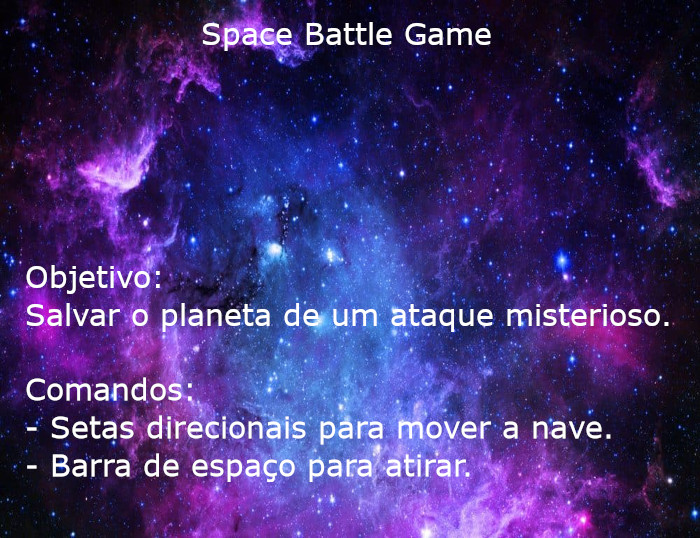 Space Battle Game
Objetivo:
Salvar o planeta de um ataque misterioso.
Comandos:
- Setas direcionais para mover a nave.
- Barra de espaço para atirar.